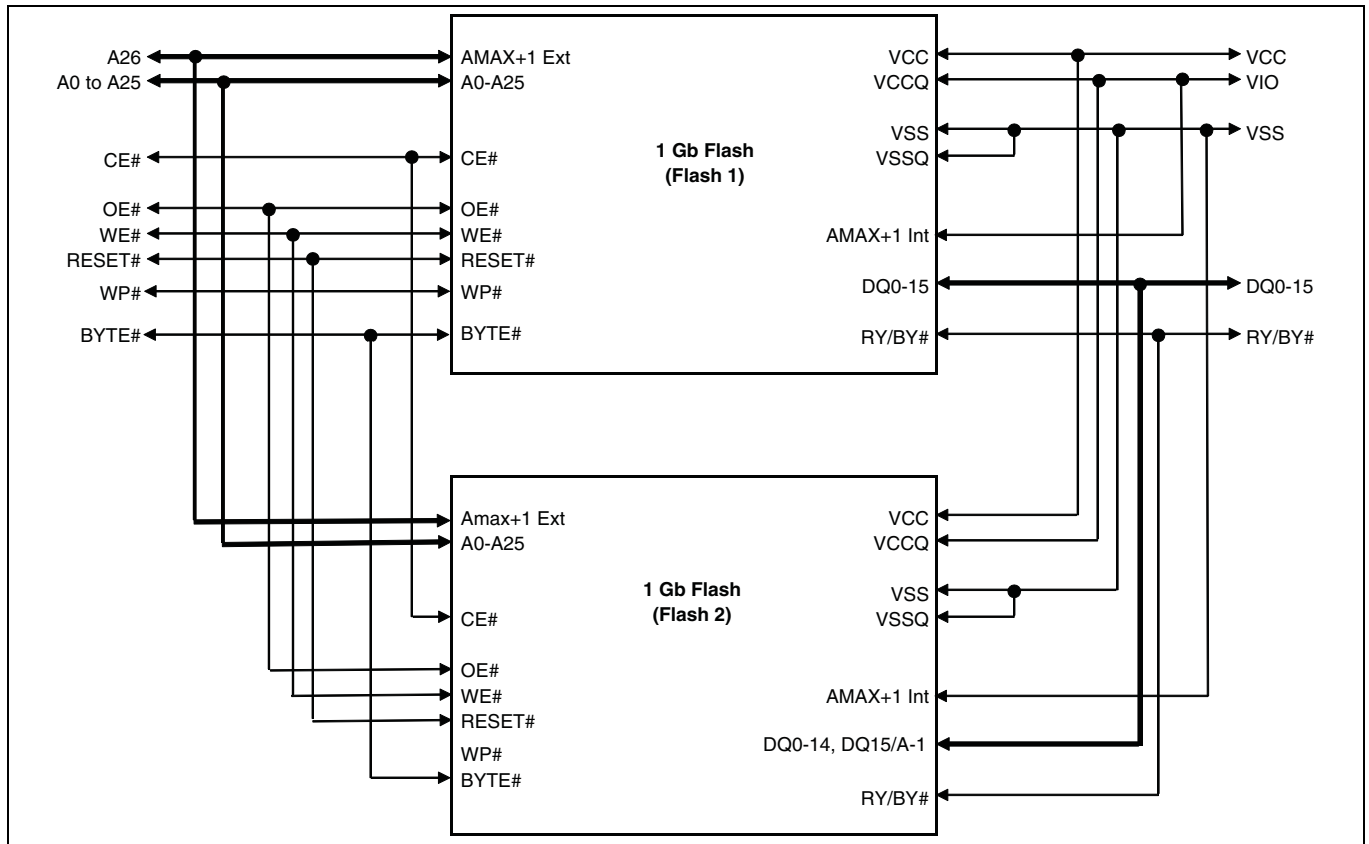 A26
A0 to A25
CE#
OE#
WE#
RESET#
WP#
BYTE#
AMAX+1 Ext
A0-A25
CE#
OE#
WE#
RESET#
WP#
BYTE#
1 Gb Flash
(Flash 1)
VCC
VCCQ
VSS
VSSQ
AMAX+1 Int
DQ0-15
RY/BY#
VCC
VIO
VSS
DQ0-15
RY/BY#
Amax+1 Ext
A0-A25
CE#
OE#
WE#
RESET#
WP#
BYTE#
1 Gb Flash
(Flash 2)
VCC
VCCQ
VSS
VSSQ
AMAX+1 Int
DQ0-14, DQ15/A-1
RY/BY#